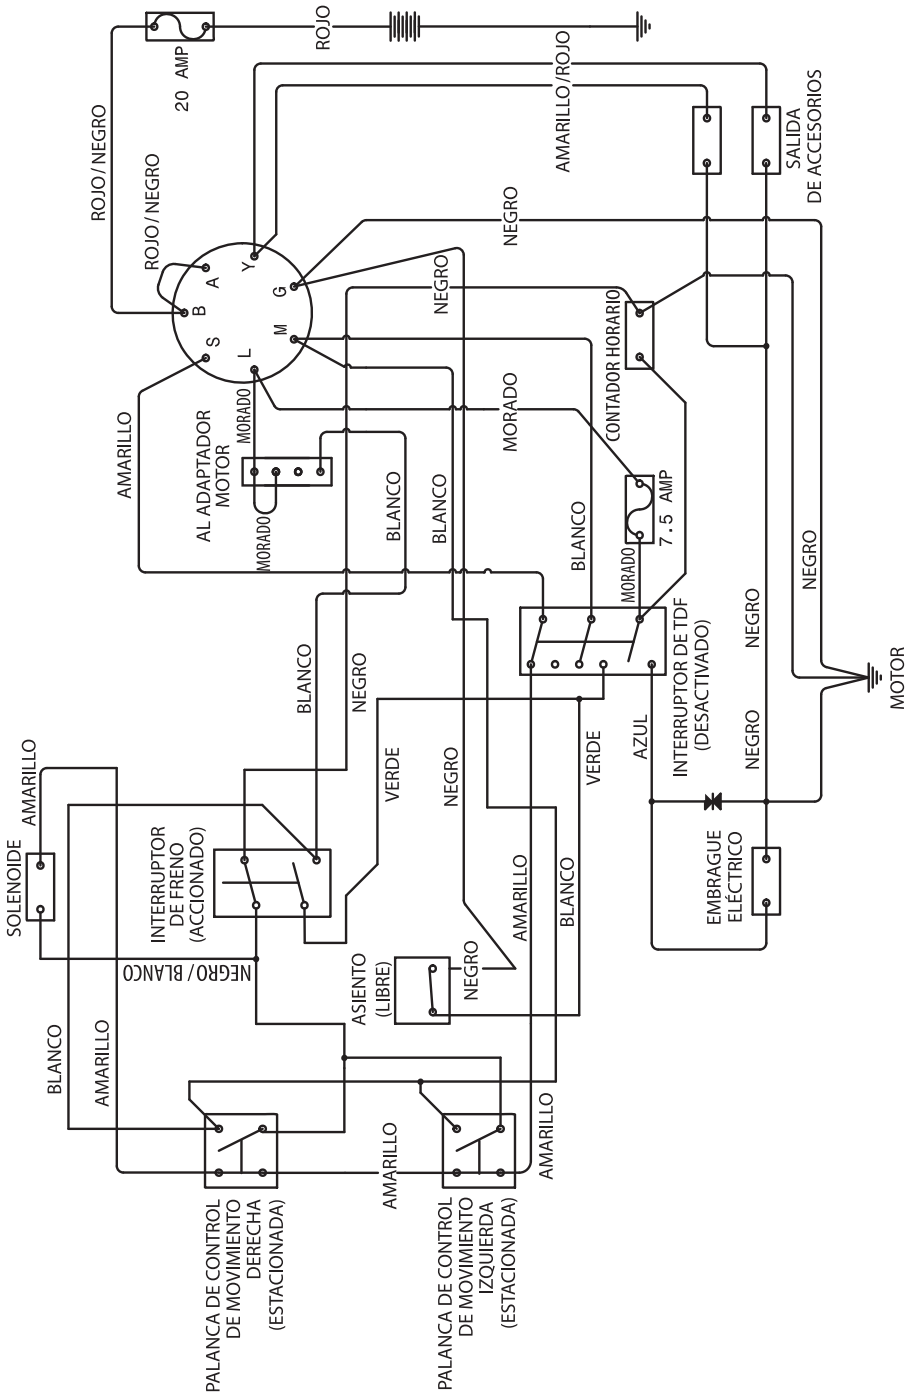 SOLENOIDE
AMARILLO
BLANCO
AMARILLO
NEGRO / BLANCO
INTERRUPTOR
DE FRENO
(ACCIONADO)
PALANCA DE CONTROL
DE MOVIMIENTO
DERECHA
(ESTACIONADA)
AMARILLO
PALANCA DE CONTROL
DE MOVIMIENTO
IZQUIERDA
(ESTACIONADA)
AMARILLO
ASIENTO
(LIBRE)
NEGRO
AMARILLO
BLANCO
VERDE
NEGRO
VERDE
AZUL
BLANCO
NEGRO
AMARILLO
AL ADAPTADOR
MOTOR
MORADO
MORADO
BLANCO
BLANCO
ROJO / NEGRO
ROJO / NEGRO
20 AMP
ROJO
S
B
A
L
Y
M
G
NEGRO
NEGRO
AMARILLO / ROJO
MORADO
BLANCO
MORADO
7.5 AMP
CONTADOR HORARIO
INTERRUPTOR DE TDF
(DESACTIVADO)
SALIDA
DE ACCESORIOS
NEGRO
NEGRO
NEGRO
EMBRAGUE
ELÉCTRICO
MOTOR